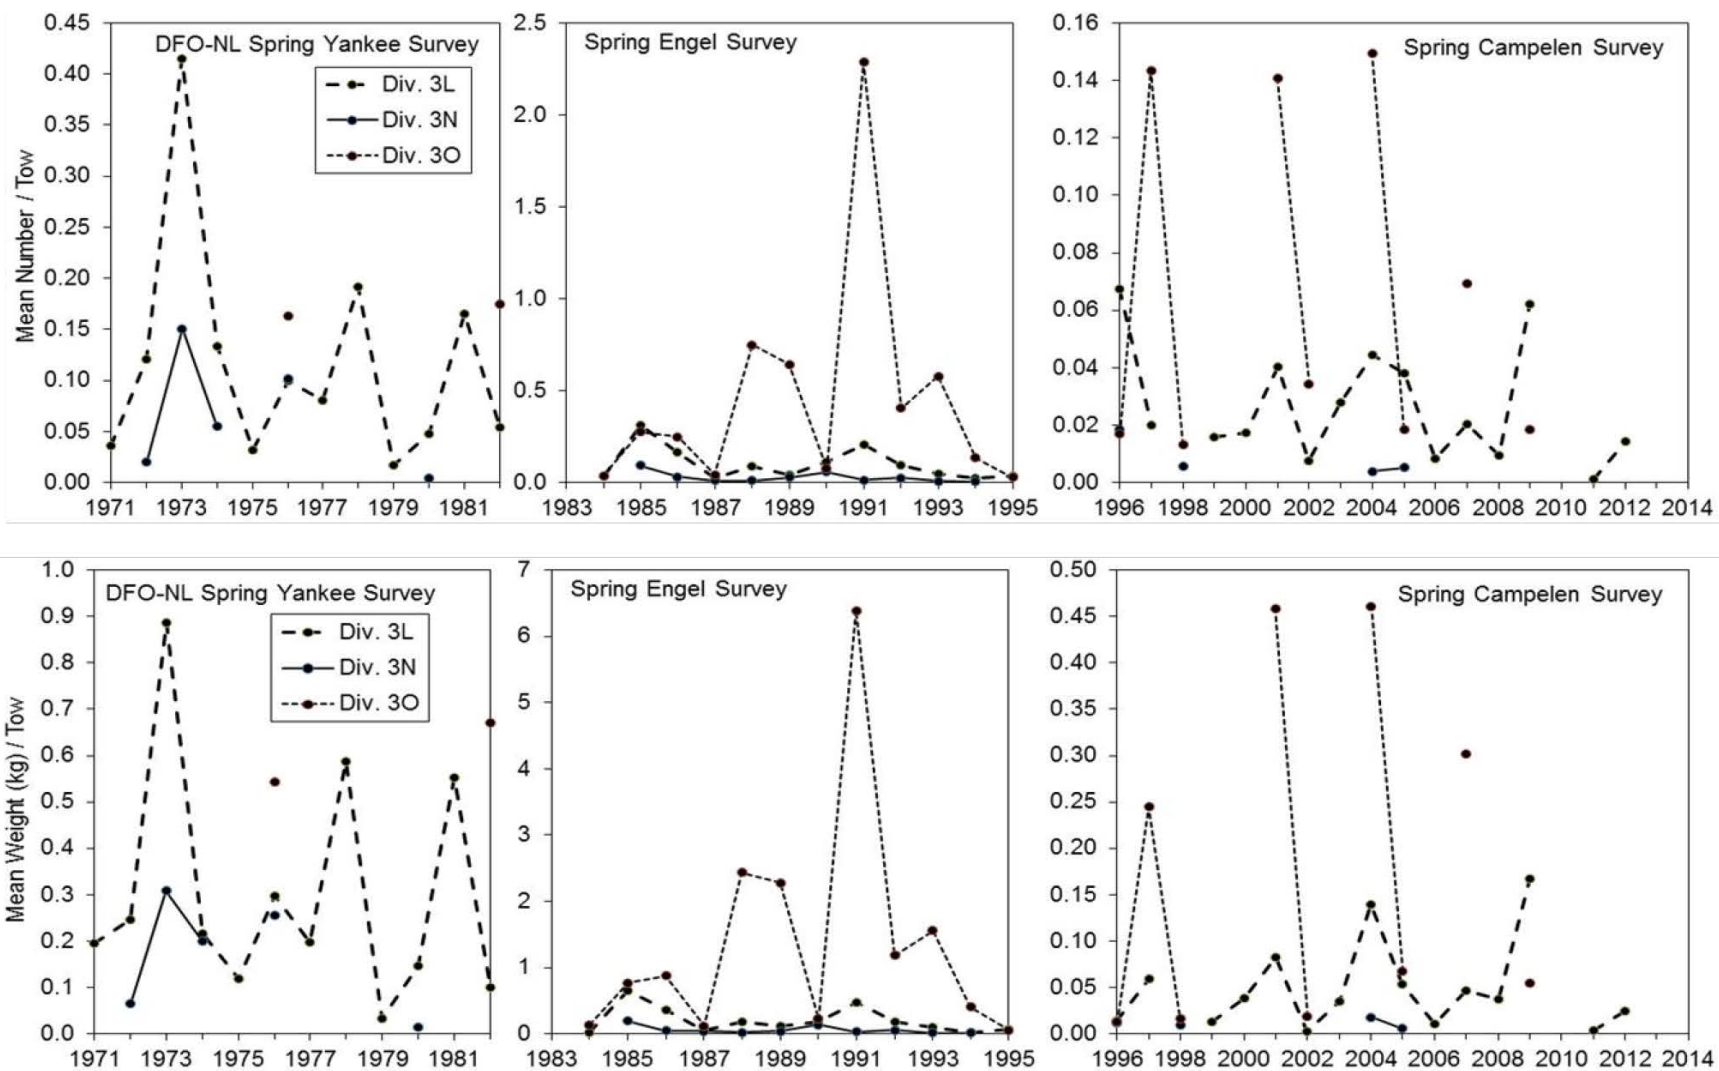 Mean Number / Tow
0.45
0.40
0.35
0.30
0.25
0.20
0.15
0.10
0.05
0.00
DFO-NL Spring Yankee Survey
Div. 3L
Div. 3N
Div. 3O
1971 1973 1975 1977 1979 1981
2.5
2.0
1.5
1.0
0.5
0.0
Spring Engel Survey
1983 1985 1987 1989 1991 1993 1995
0.16
0.14
0.12
0.10
0.08
0.06
0.04
0.02
0.00
Spring Campelen Survey
1996 1998 2000 2002 2004 2006 2008 2010 2012 2014
Mean Weight (kg) / Tow
1.0
0.9
0.8
0.7
0.6
0.5
0.4
0.3
0.2
0.1
0.0
DFO-NL Spring Yankee Survey
Div. 3L
Div. 3N
Div. 3O
1971 1973 1975 1977 1979 1981
7
6
5
4
3
2
1
0
Spring Engel Survey
1983 1985 1987 1989 1991 1993 1995
0.50
0.45
0.40
0.35
0.30
0.25
0.20
0.15
0.10
0.05
0.00
Spring Campelen Survey
1996 1998 2000 2002 2004 2006 2008 2010 2012 2014